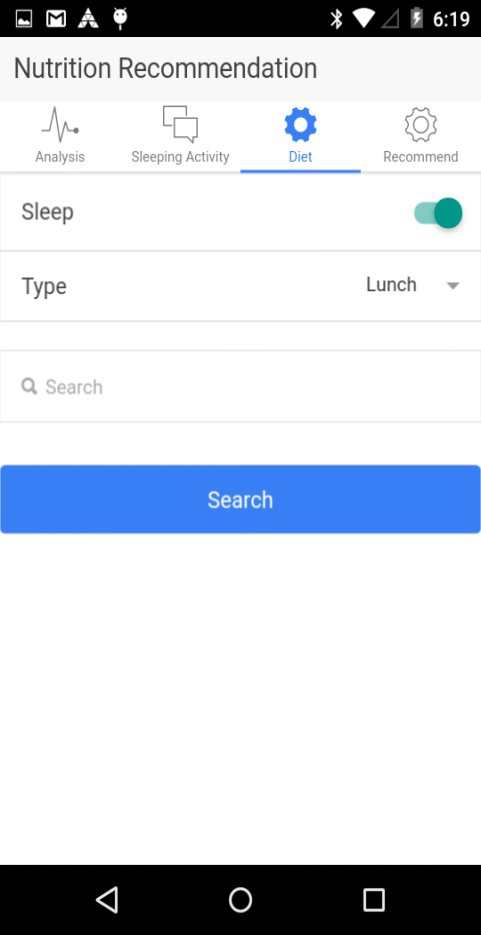 6:19
Nutrition Recommendation
Analysis
Sleeping Activity
Diet
Recommend
Sleep
Type
Lunch
Search
Search